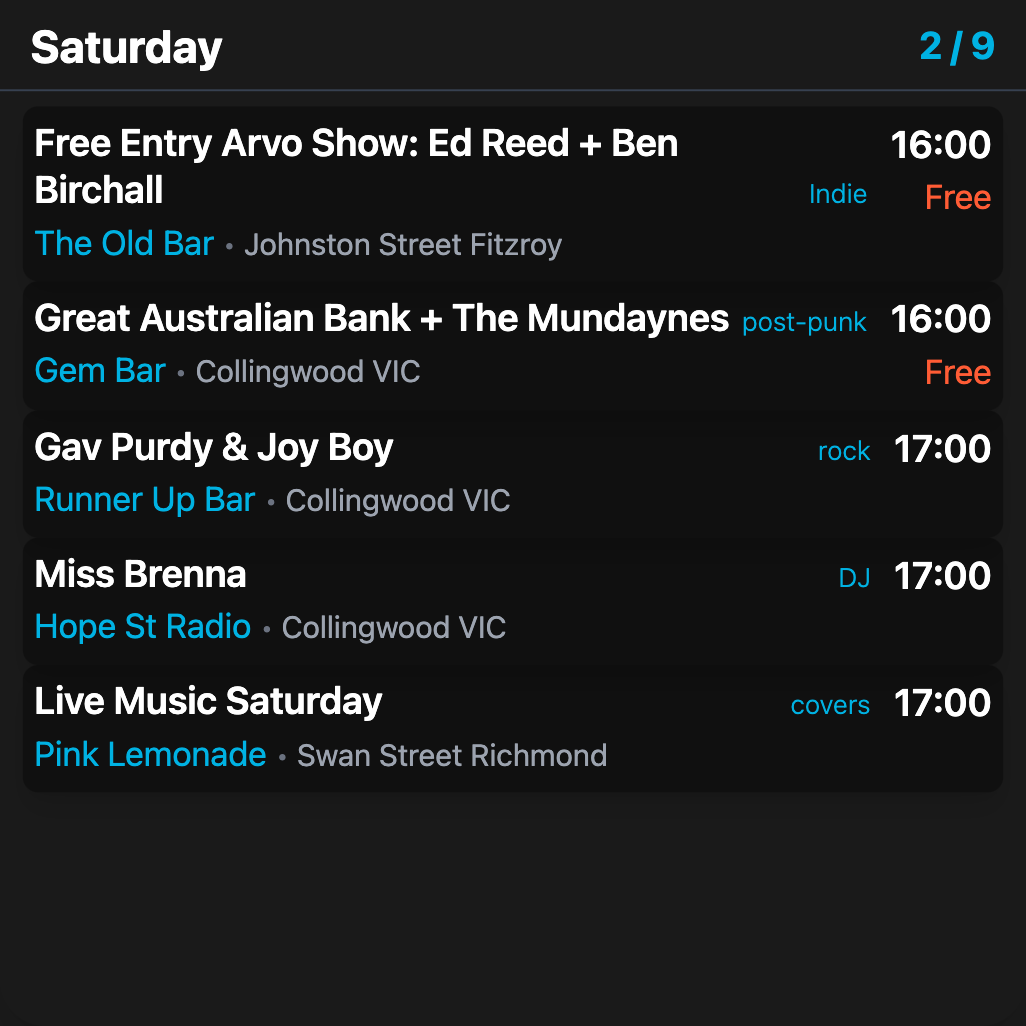 Saturday
2 / 9
Free Entry Arvo Show: Ed Reed + Ben
Birchall
Indie
16:00
Free
The Old Bar • Johnston Street Fitzroy
Great Australian Bank + The Mundaynes
post-punk
16:00
Gem Bar • Collingwood VIC
Free
Gav Purdy & Joy Boy
rock
17:00
Runner Up Bar • Collingwood VIC
Miss Brenna
DJ
17:00
Hope St Radio • Collingwood VIC
Live Music Saturday
covers
17:00
Pink Lemonade • Swan Street Richmond